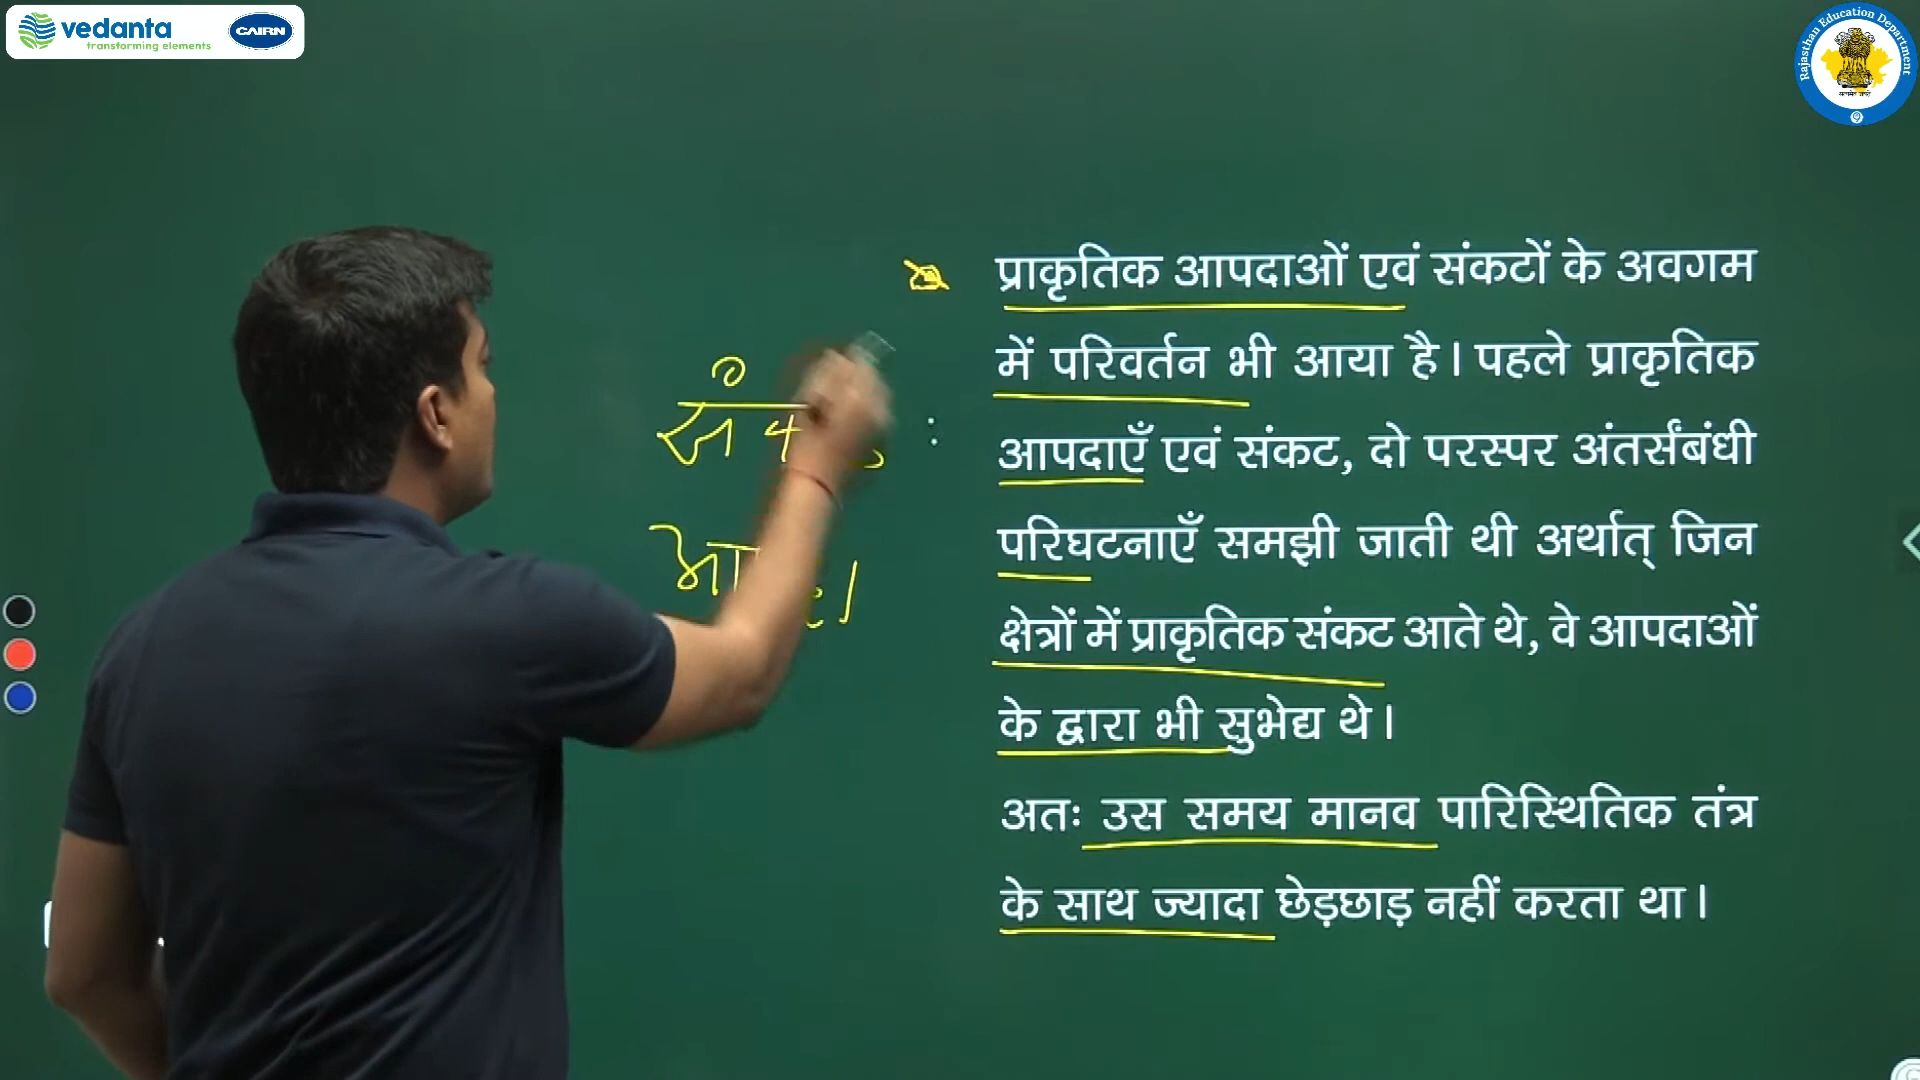 vedanta
transforming elements
CAIRN
Rajasthan Education Department
प्राकृतिक आपदाओं एवं संकटों के अवगम
में परिवर्तन भी आया है। पहले प्राकृतिक
आपदाएँ एवं संकट, दो परस्पर अंतर्संबंधी
परिघटनाएँ समझी जाती थी अर्थात् जिन
क्षेत्रों में प्राकृतिक संकट आते थे, वे आपदाओं
के द्वारा भी सुभेद्य थे।
अतः उस समय मानव पारिस्थितिक तंत्र
के साथ ज्यादा छेड़छाड़ नहीं करता था।